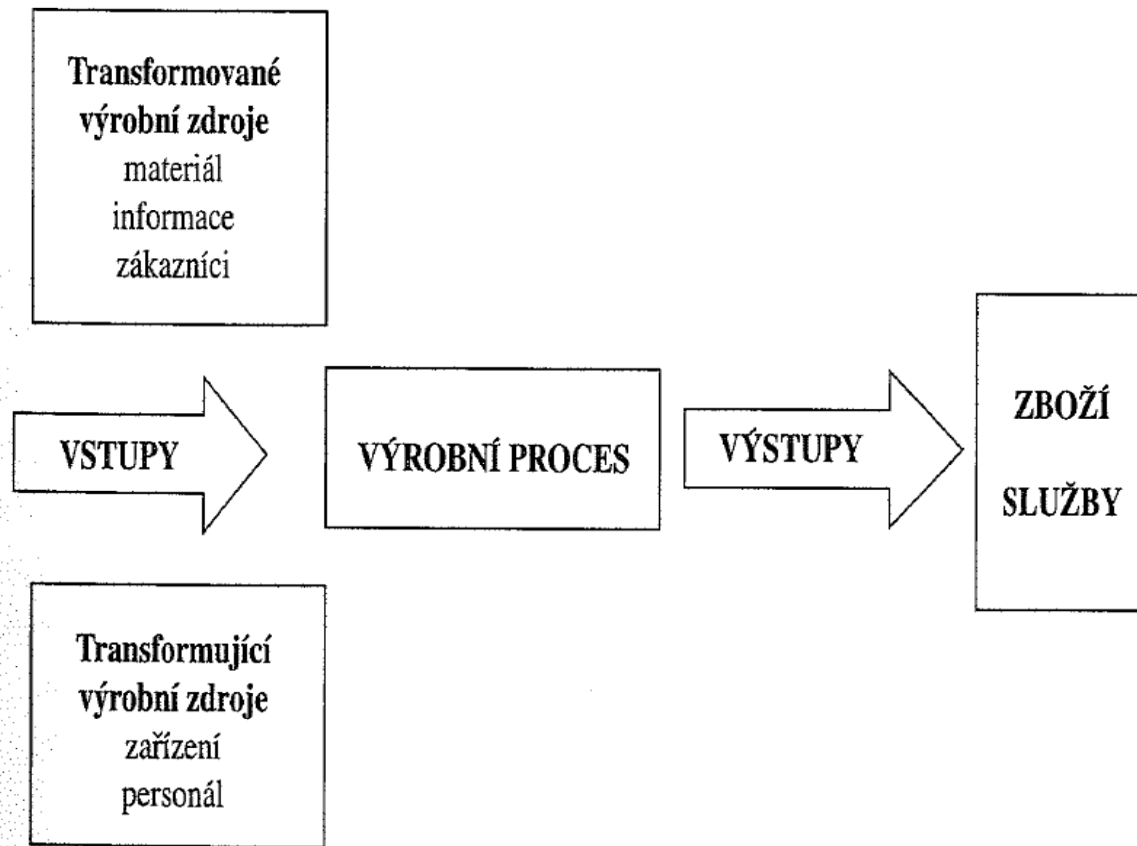 Transformované
výrobní zdroje
materiál
informace
zákazníci
VSTUPY
VÝROBNÍ PROCES
VÝSTUPY
ZBOŽÍ
SLUŽBY
Transformující
výrobní zdroje
zařízení
personál